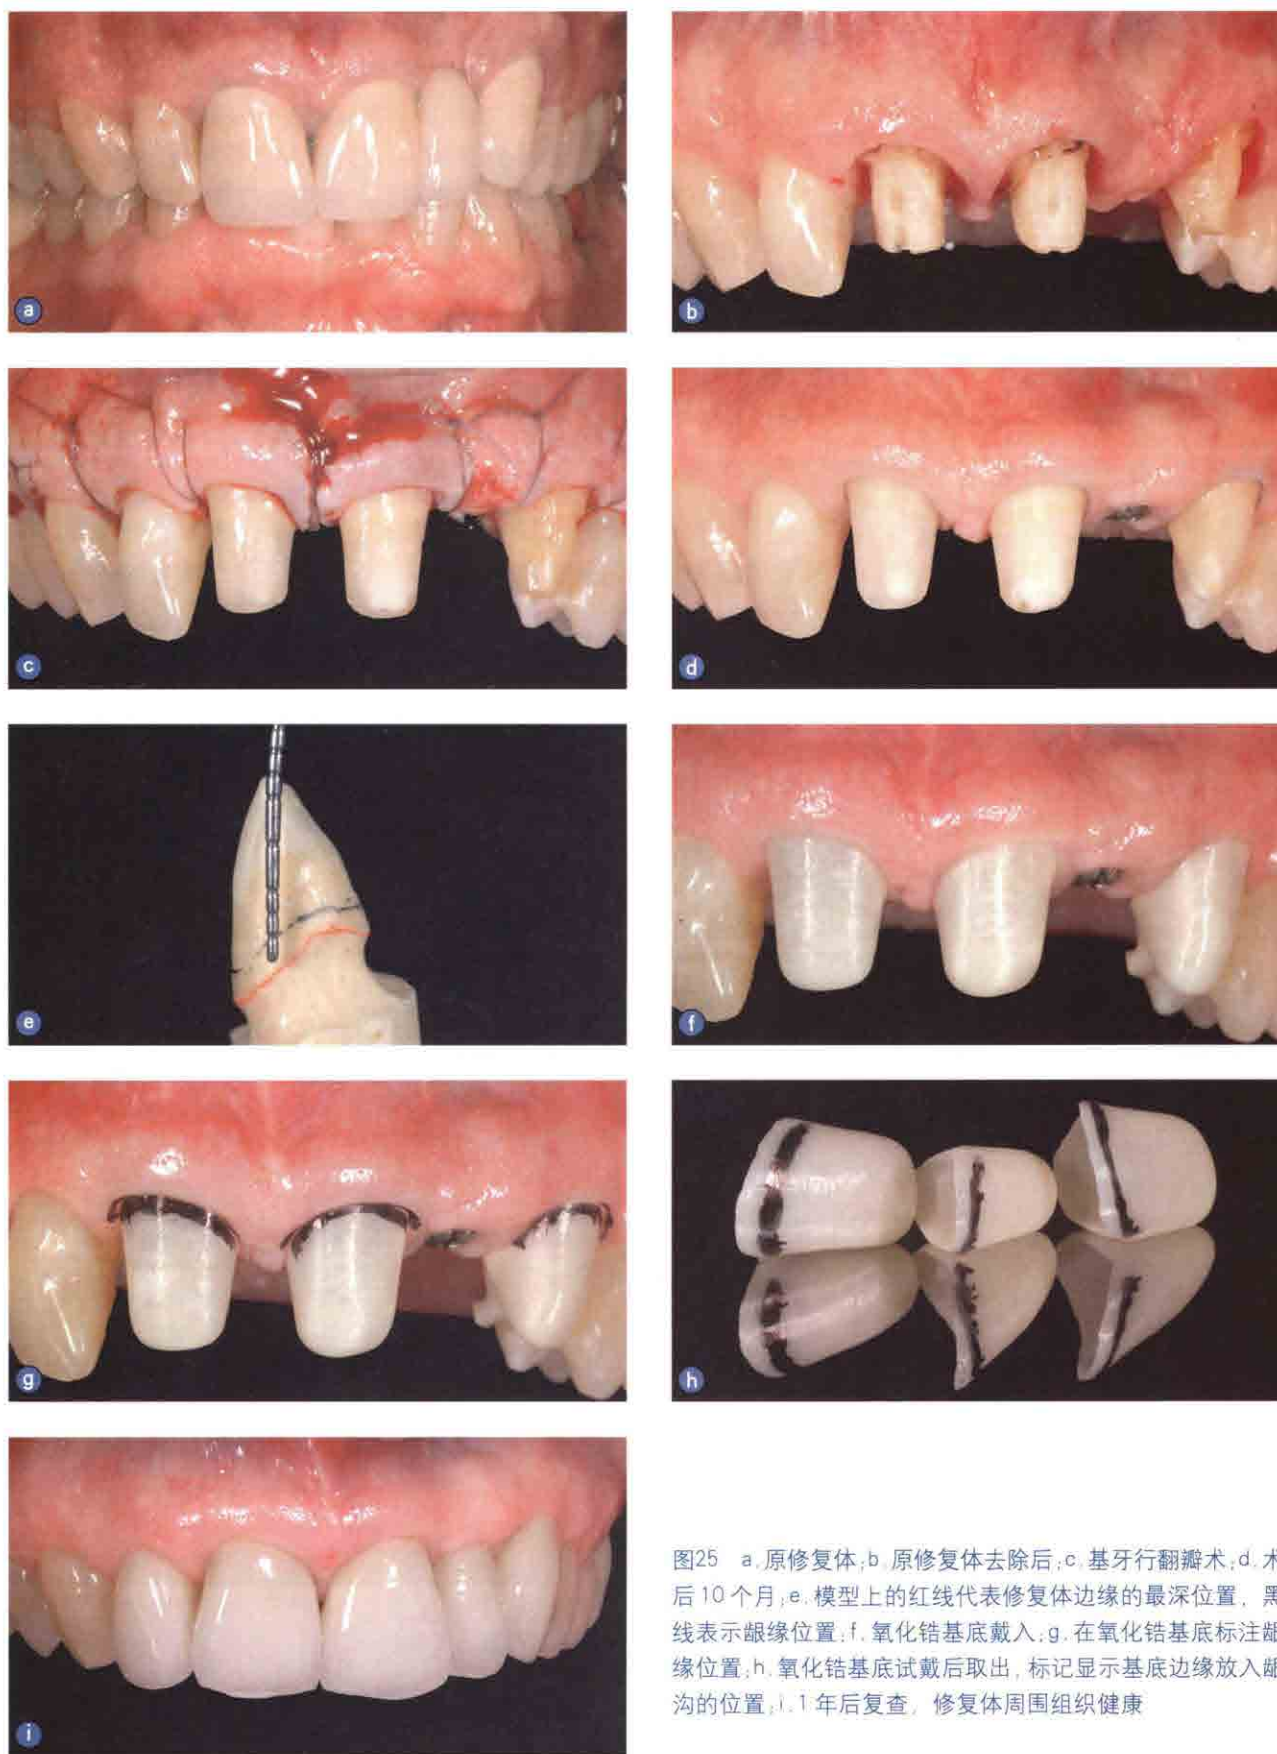 a
b
c
d
e
f
g
h
i
图25 a.原修复体;b.原修复体去除后;c.基牙行翻瓣术;d.术
后10个月;e.模型上的红线代表修复体边缘的最深位置，黑
线表示龈缘位置;f.氧化锆基底戴入;g.在氧化锆基底标注龈
缘位置;h.氧化锆基底试戴后取出，标记显示基底边缘放入龈
沟的位置;i.1年后复查，修复体周围组织健康